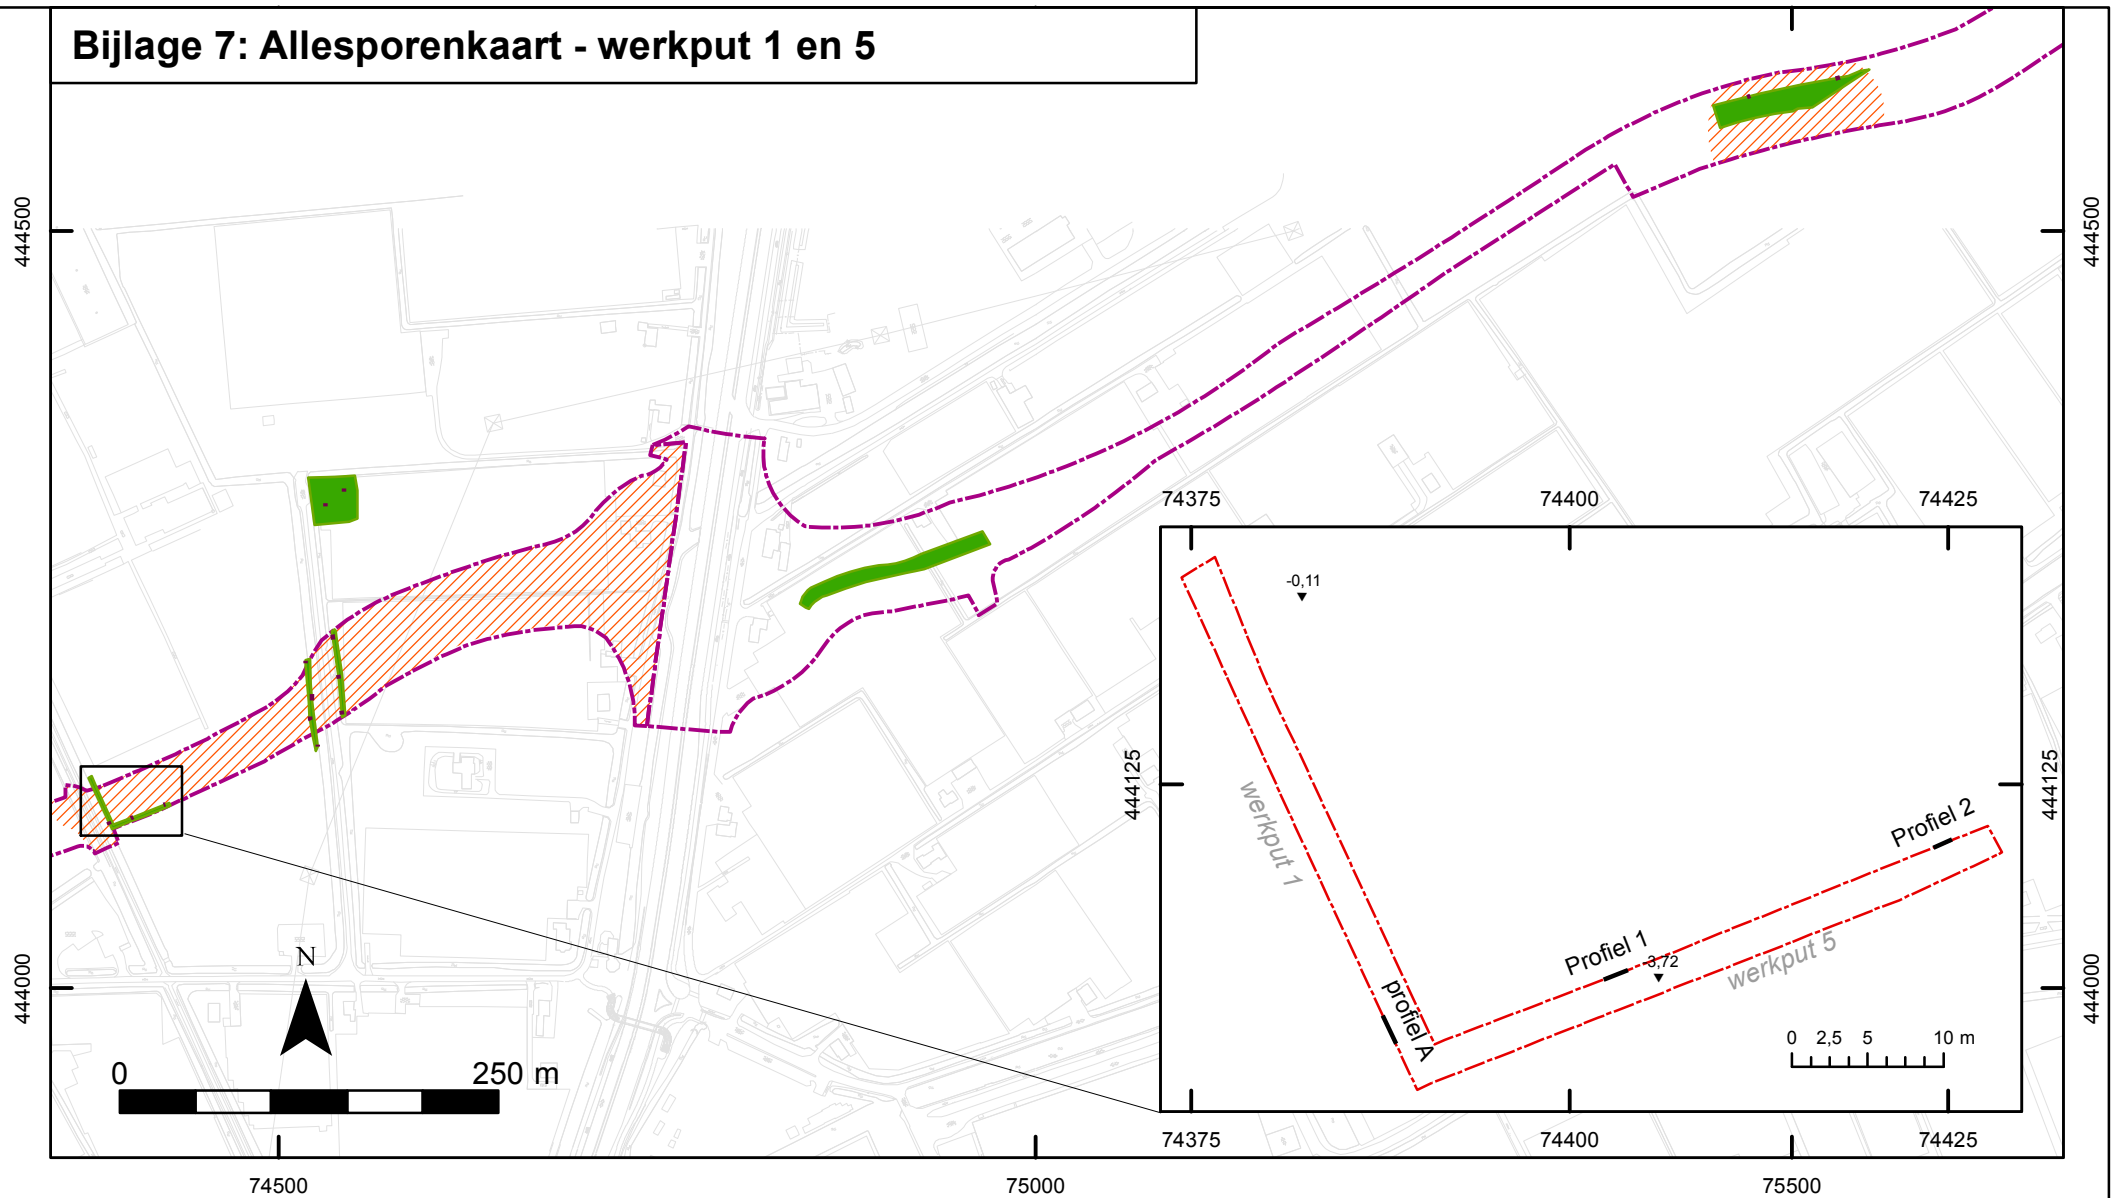 Bijlage 7: Allesporenkaart - werkput 1 en 5
444500
444500
74375
74400
74425
-0,11
444125
444125
werkput 1
Profiel 2
Profiel 1
-3,72
werkput 5
profiel A
0 2,5 5 10 m
N
444000
444000
0 250 m
74375
74400
74425
74500
75000
75500